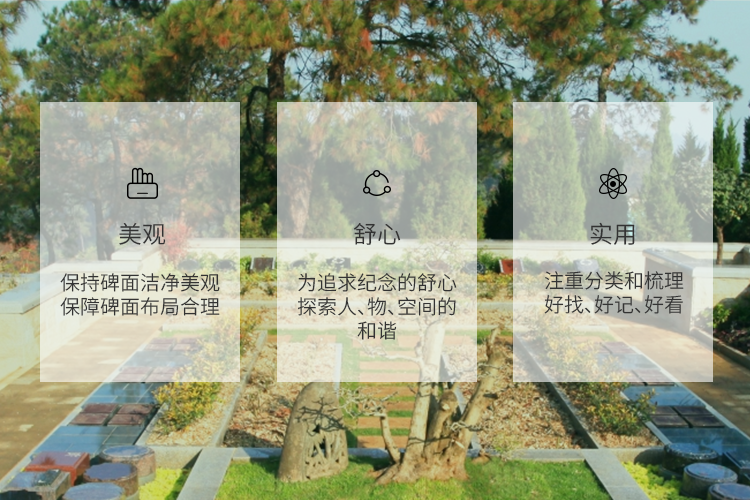 美观
保持碑面洁净美观
保障碑面布局合理
舒心
为追求纪念的舒心
探索人、物、空间的
和谐
实用
注重分类和梳理
好找、好记、好看